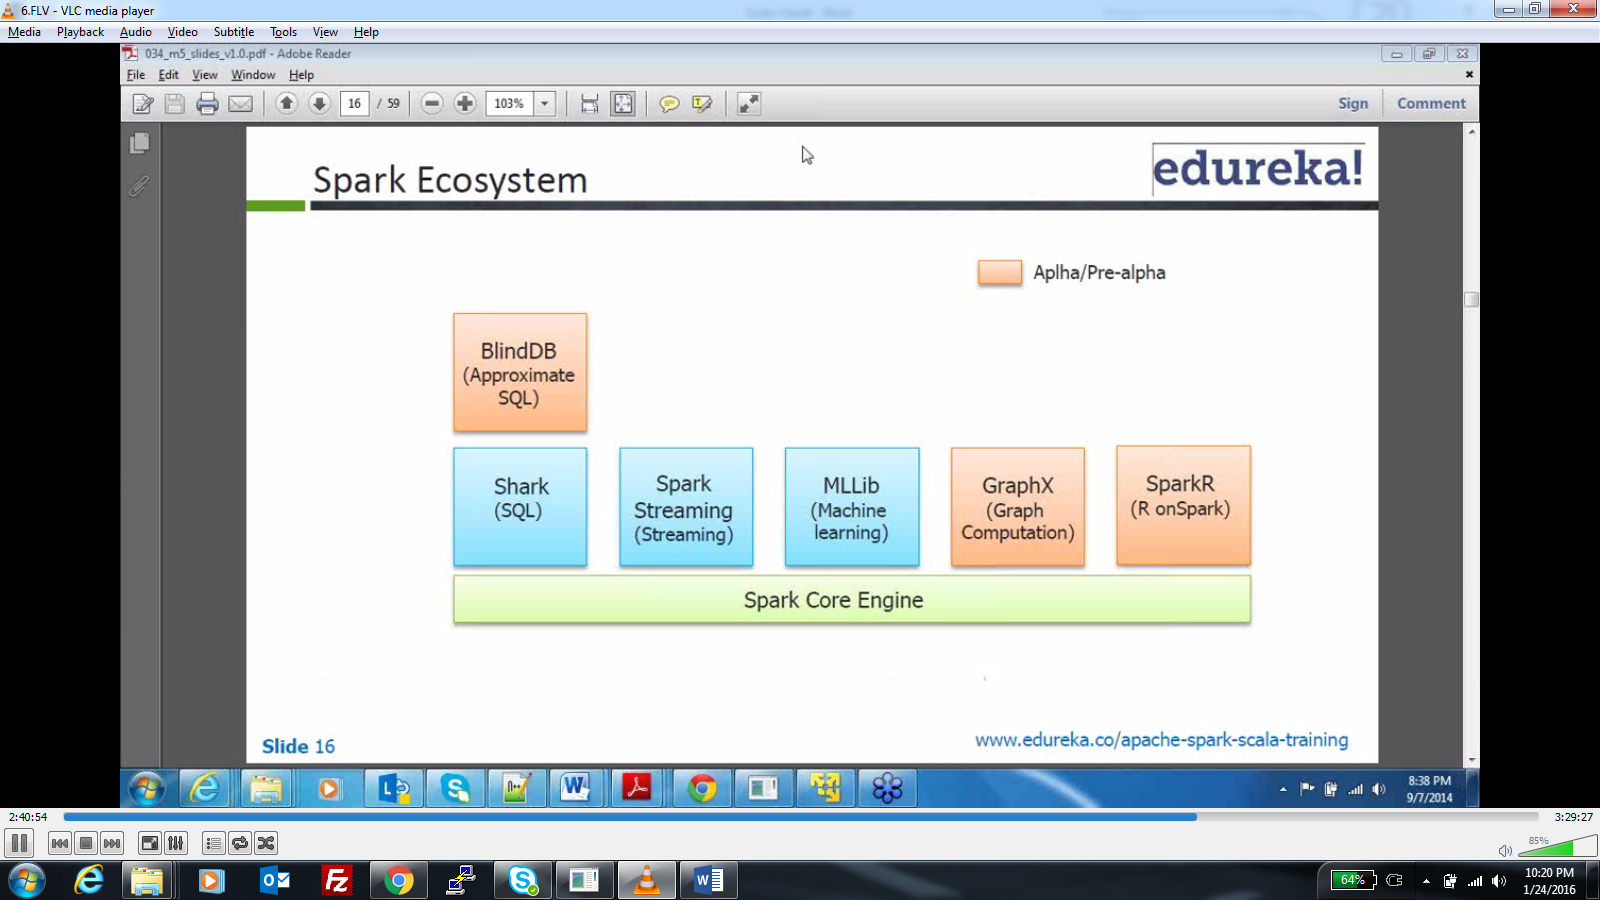 6.FLV - VLC media player
Media Playback Audio Video Subtitle Tools View Help
034_m5_slides_v1.0.pdf - Adobe Reader
File Edit View Window Help
16 / 59 103% Sign Comment
Spark Ecosystem
edureka!
Aplha/Pre-alpha
BlindDB
(Approximate
SQL)
Shark
(SQL)
Spark
Streaming
(Streaming)
MLLib
(Machine
learning)
GraphX
(Graph
Computation)
SparkR
(R onSpark)
Spark Core Engine
Slide 16
www.edureka.co/apache-spark-scala-training
8:38 PM
9/7/2014
2:40:54
3:29:27
85%
64%
10:20 PM
1/24/2016